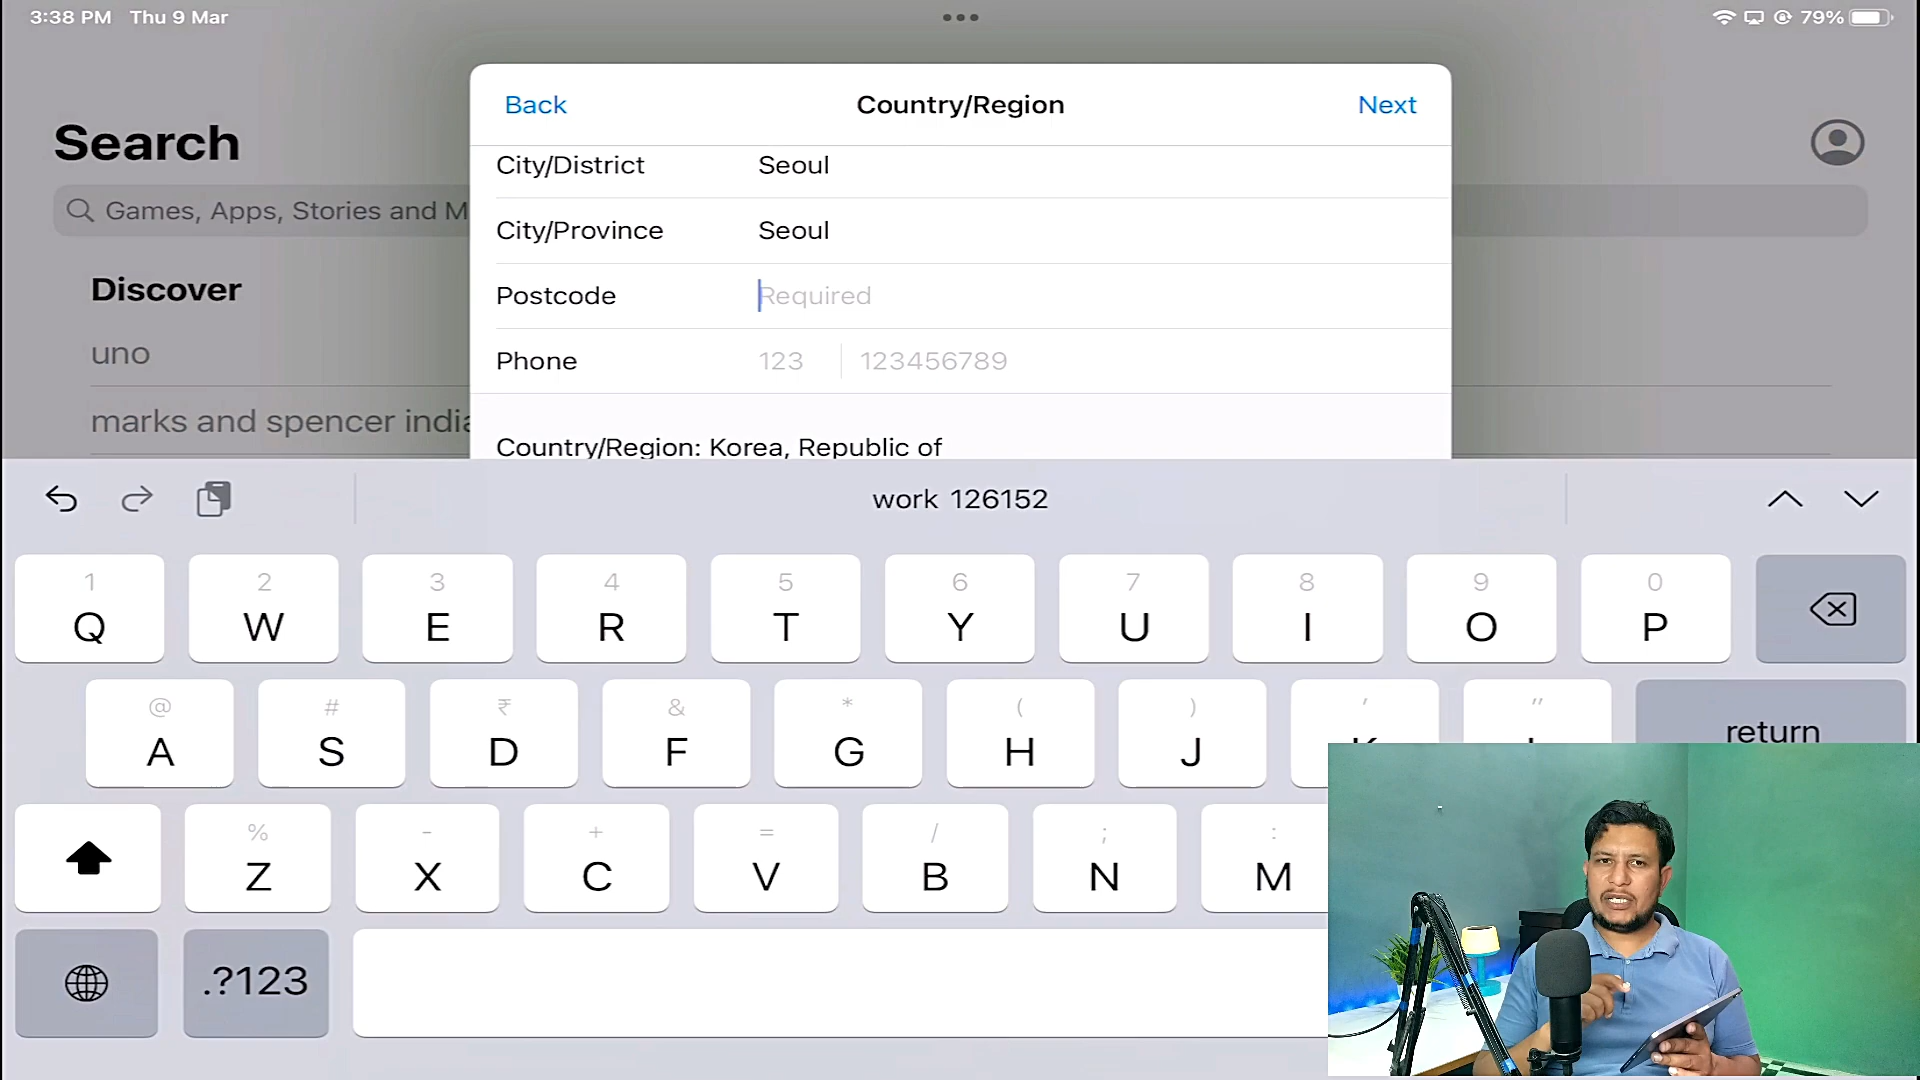 3:38 PM Thu 9 Mar
79%
Back
Country/Region
Next
Search
City/District
Seoul
Games, Apps, Stories and M
City/Province
Seoul
Discover
Postcode
Required
uno
Phone
123
123456789
marks and spencer india
Country/Region: Korea, Republic of
work 126152
1 2 3 4 5 6 7 8 9 0
Q W E R T Y U I O P
@ # ₹ & * ( ) ' "
A S D F G H J K
return
% - + = / ; :
Z X C V B N M
.?123